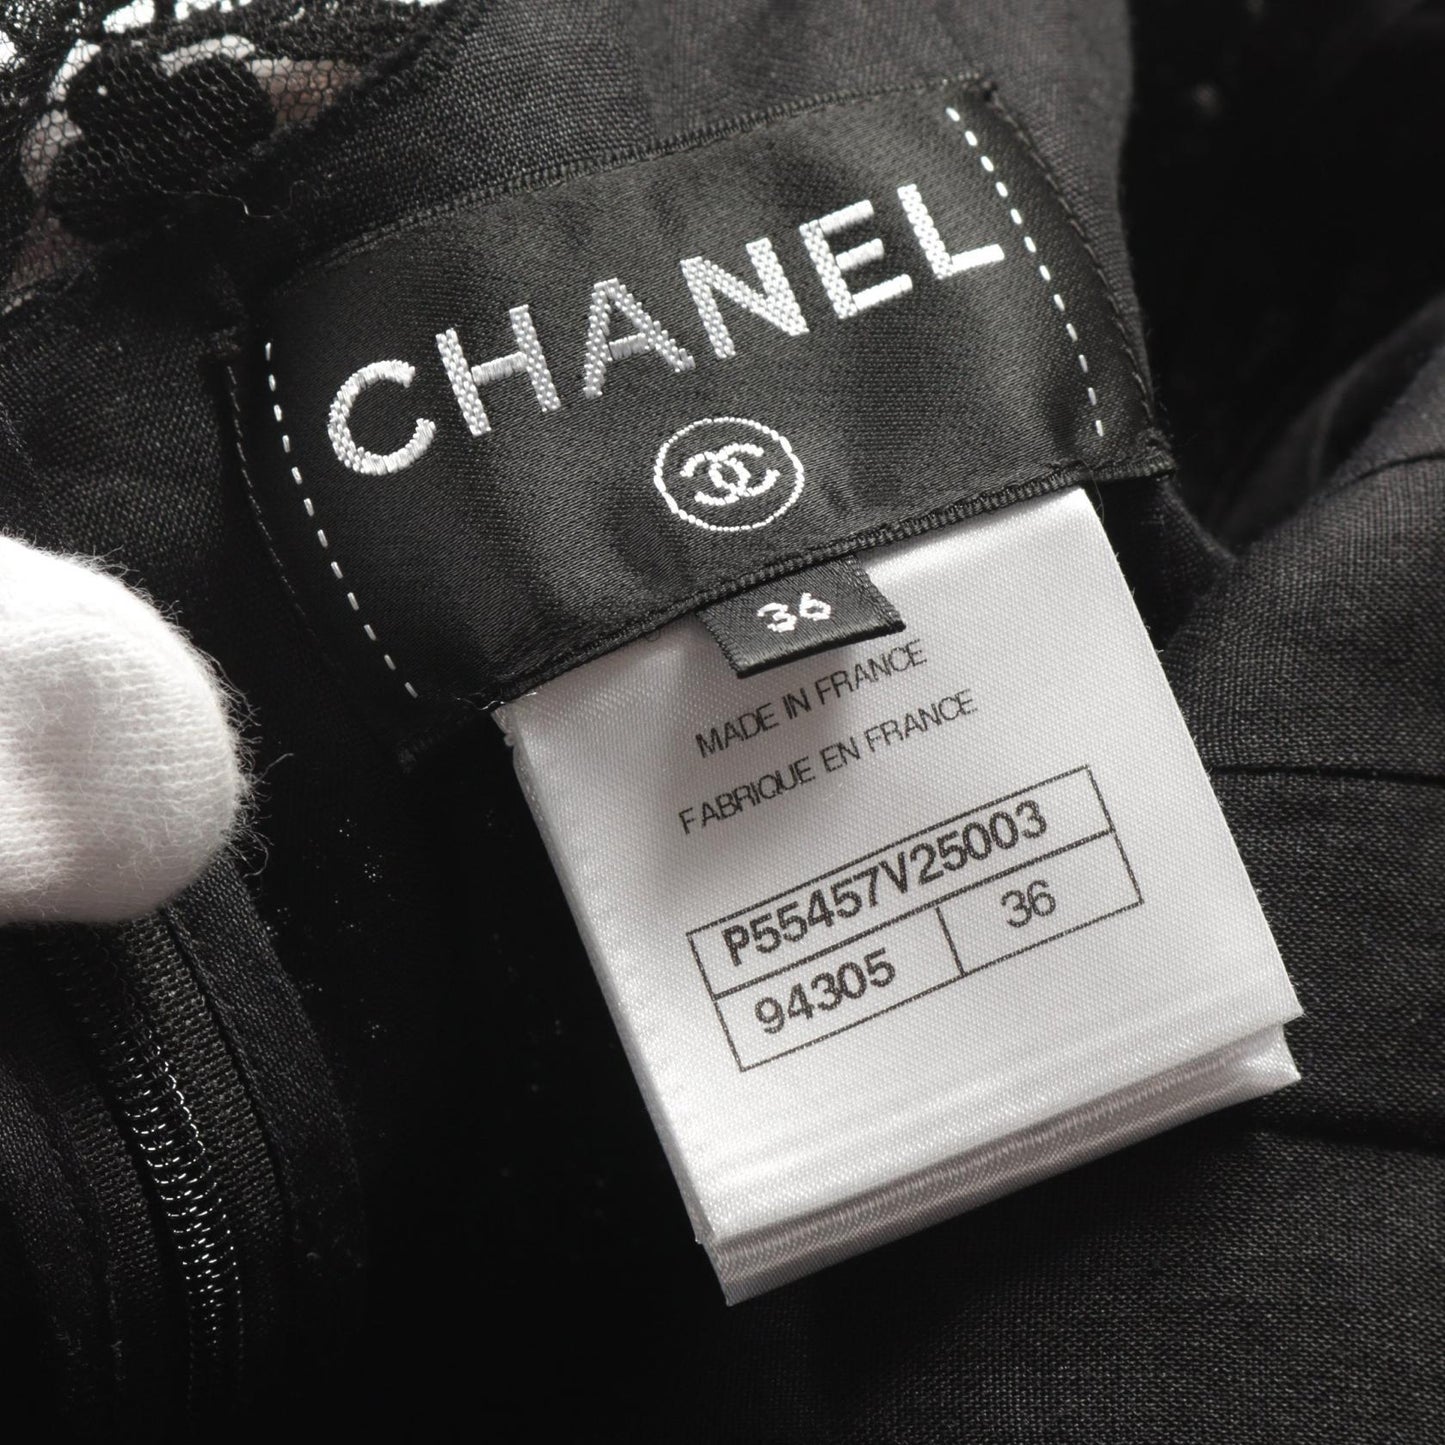 CHANEL
36
MADE IN FRANCE
FABRIQUE EN FRANCE
P55457V25003
94305 36